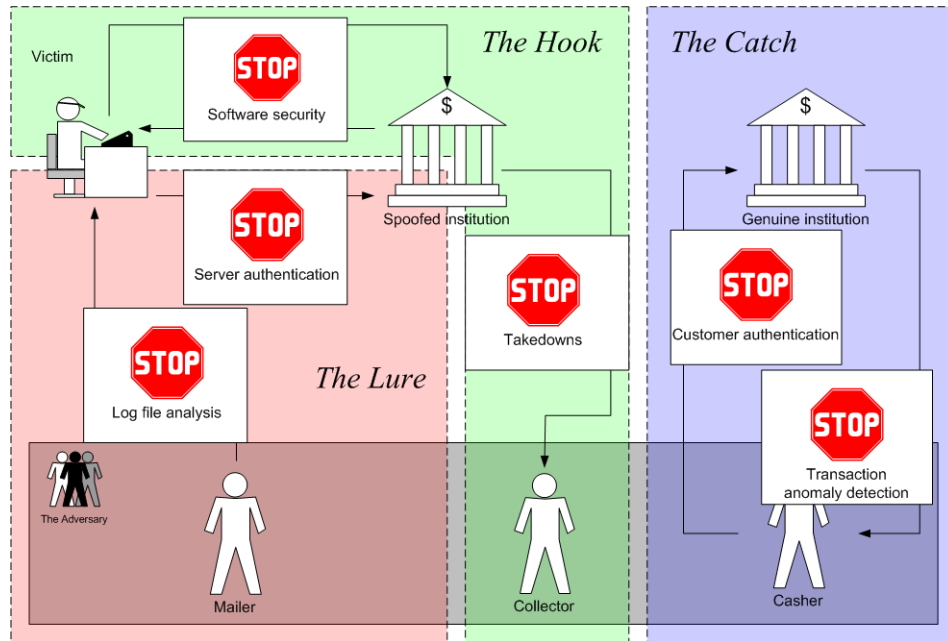 The Hook
The Catch
Victim
STOP
Software security
$
$
Spoofed institution
Genuine institution
STOP
Server authentication
STOP
Takedowns
STOP
Customer authentication
STOP
Log file analysis
The Lure
STOP
Transaction
anomaly detection
The Adversary
Mailer
Collector
Casher